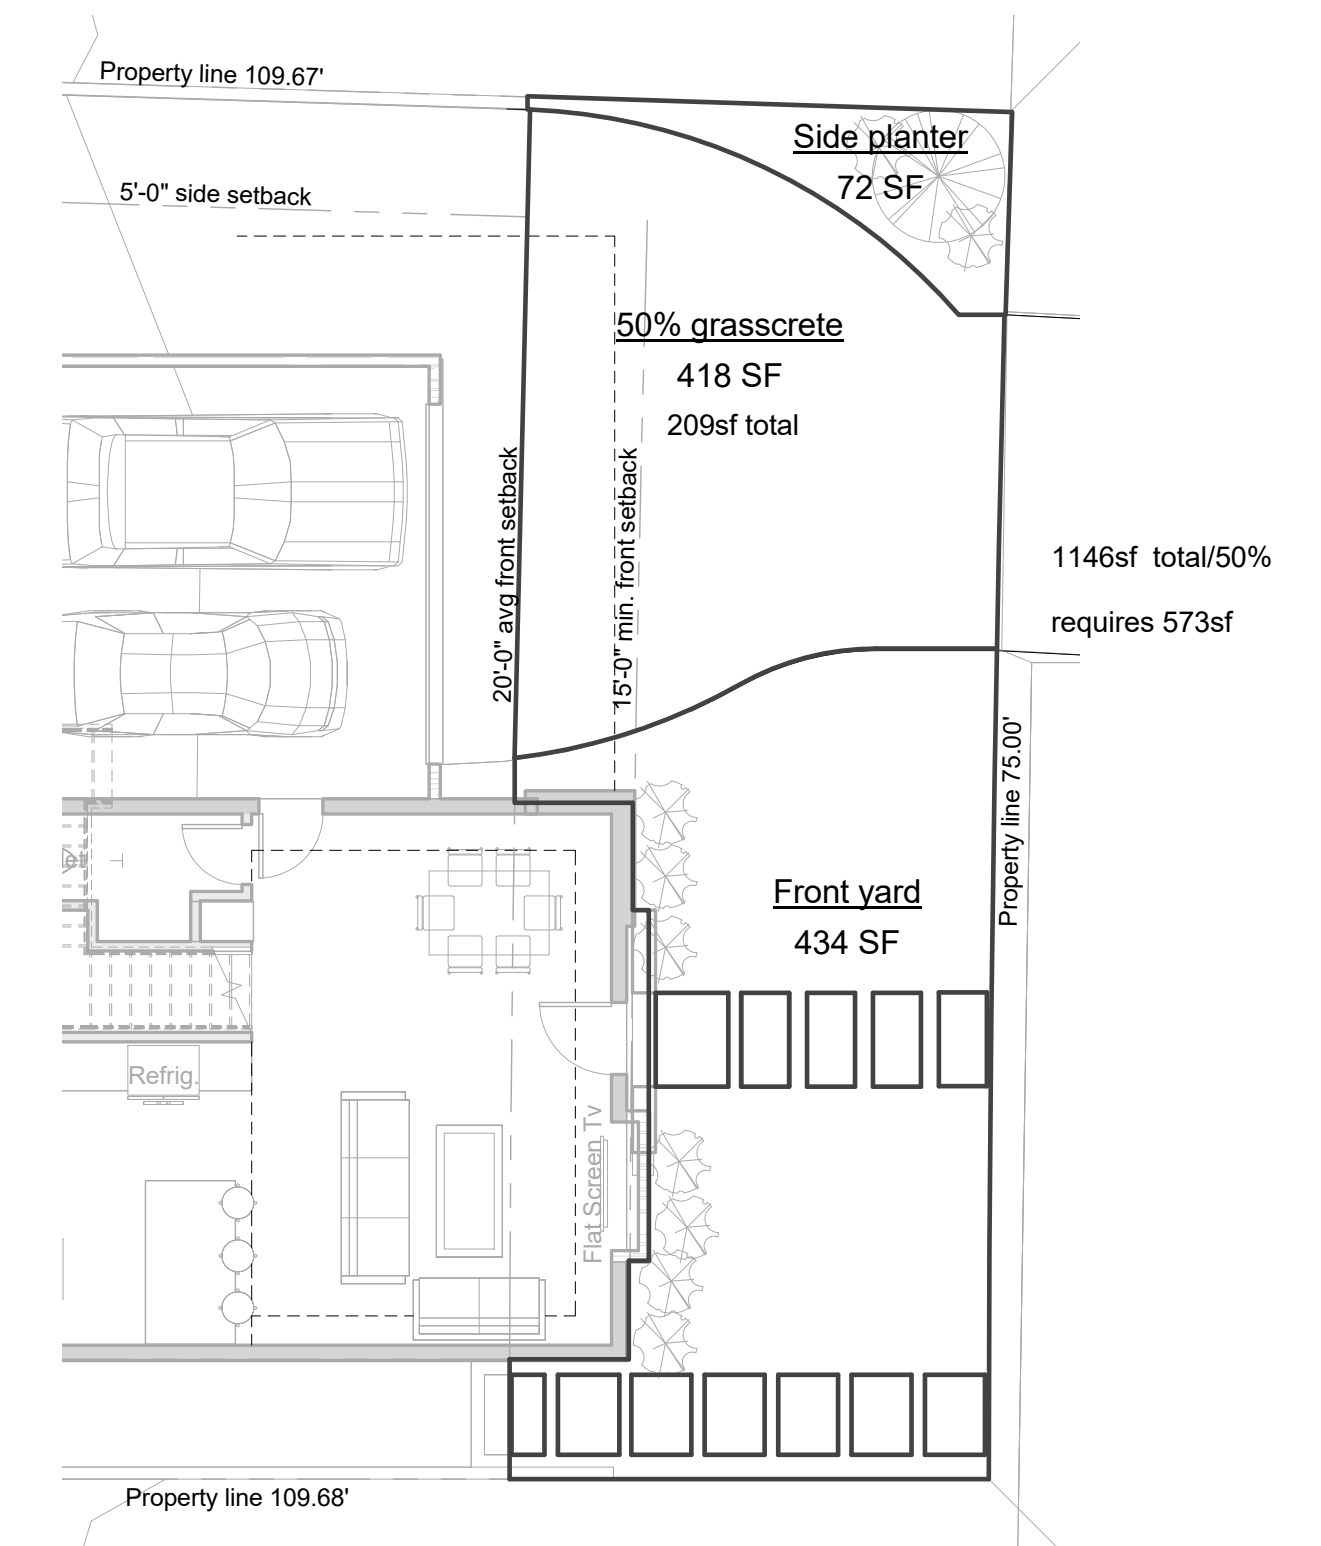 Property line 109.67'
Side planter
72 SF
5'-0" side setback
50% grasscrete
418 SF
209sf total
20'-0" avg front setback
15'-0" min. front setback
1146sf total/50%
requires 573sf
Property line 75.00'
Front yard
434 SF
Refrig.
Flat Screen Tv
Property line 109.68'